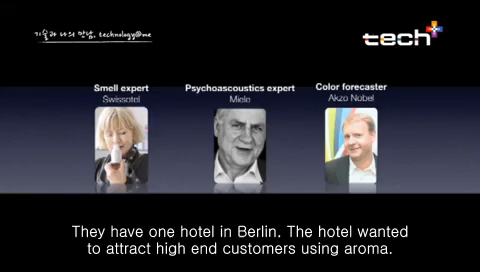 기술과 나의 만남, technology@me
tech+
Smell expert
Swissotel
Psychoascoustics expert
Miele
Color forecaster
Akzo Nobel
They have one hotel in Berlin. The hotel wanted
to attract high end customers using aroma.